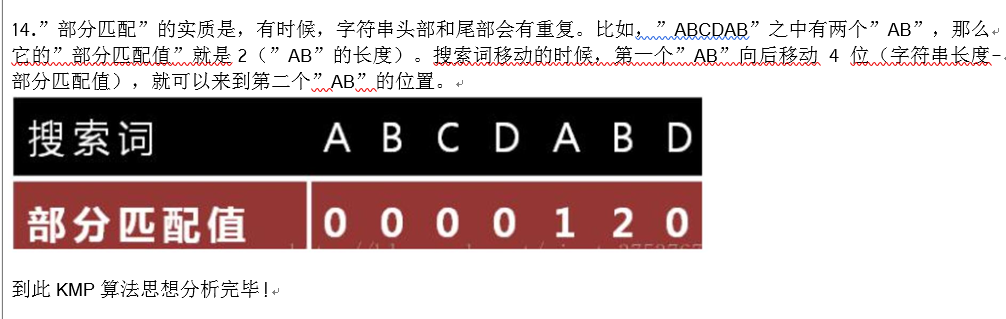 14.”部分匹配”的实质是，有时候，字符串头部和尾部会有重复。比如，”ABCDAB”之中有两个”AB”，那么
它的”部分匹配值”就是2（”AB”的长度）。搜索词移动的时候，第一个”AB”向后移动 4 位（字符串长度-
部分匹配值），就可以来到第二个”AB”的位置。
搜索词 A B C D A B D
部分匹配值 0 0 0 0 1 2 0
到此 KMP 算法思想分析完毕!